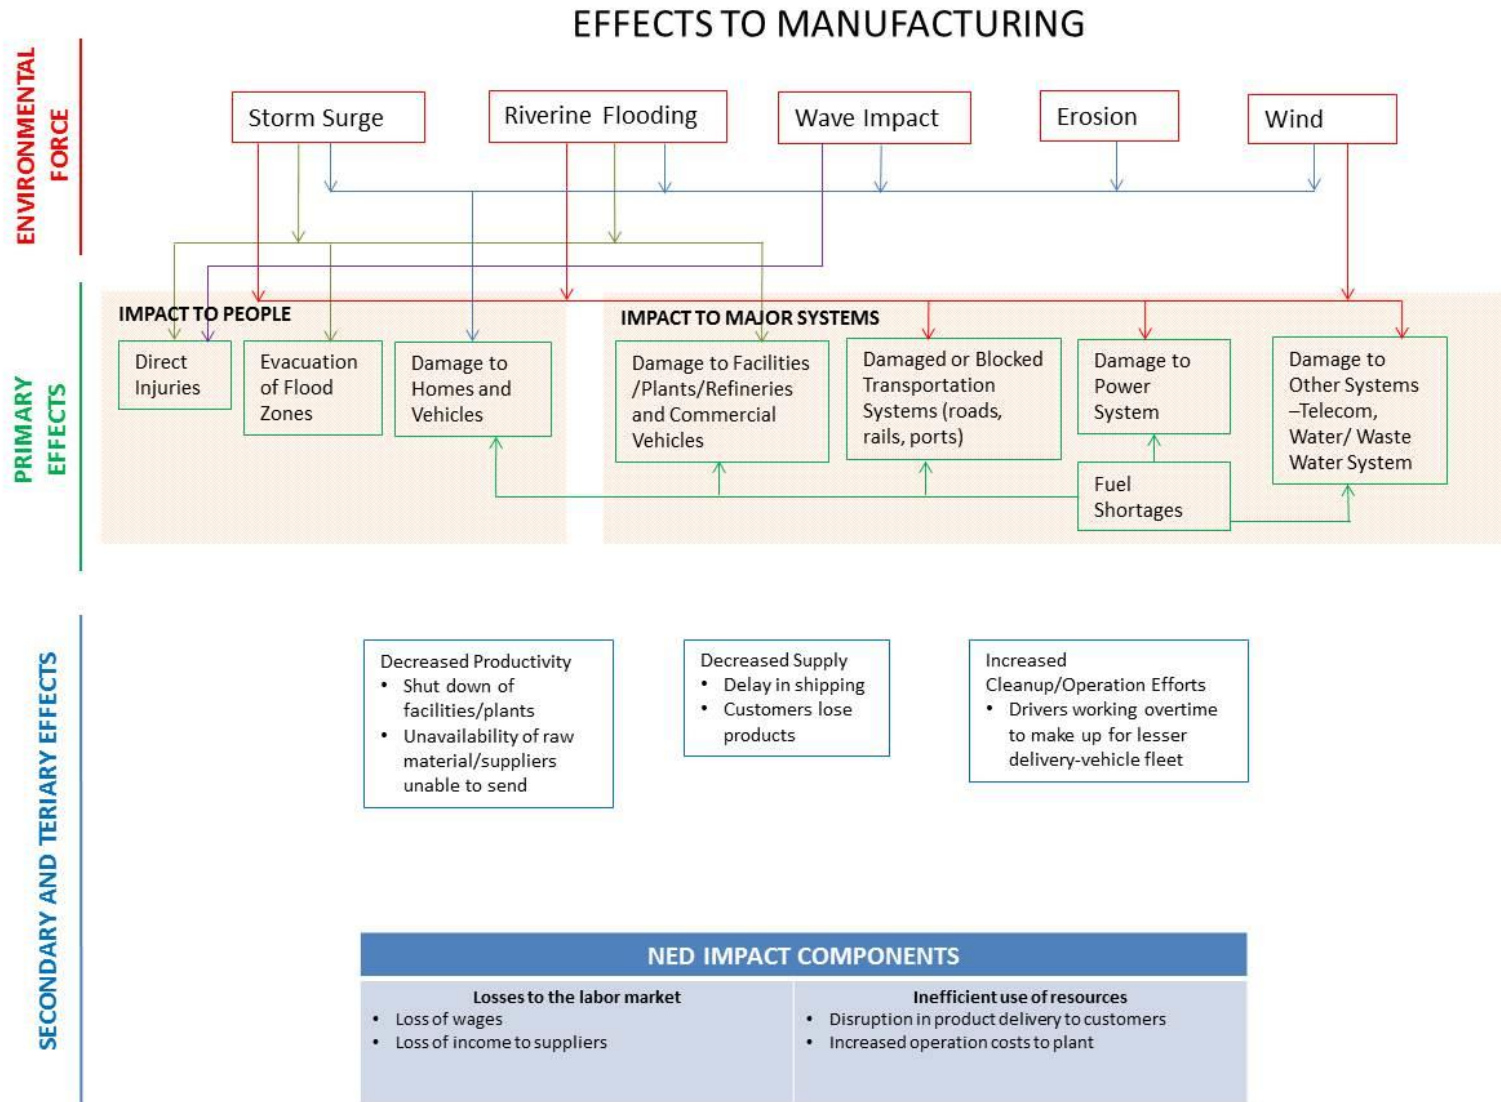 EFFECTS TO MANUFACTURING
ENVIRONMENTAL
FORCE
Storm Surge
Riverine Flooding
Wave Impact
Erosion
Wind
PRIMARY
EFFECTS
IMPACT TO PEOPLE
Direct
Injuries
Evacuation
of Flood
Zones
Damage to
Homes and
Vehicles
IMPACT TO MAJOR SYSTEMS
Damage to Facilities
/Plants/Refineries
and Commercial
Vehicles
Damaged or Blocked
Transportation
Systems (roads,
rails, ports)
Damage to
Power
System
Fuel
Shortages
Damage to
Other Systems
–Telecom,
Water/ Waste
Water System
SECONDARY AND TERIARY EFFECTS
Decreased Productivity
• Shut down of
facilities/plants
• Unavailability of raw
material/suppliers
unable to send
Decreased Supply
• Delay in shipping
• Customers lose
products
Increased
Cleanup/Operation Efforts
• Drivers working overtime
to make up for lesser
delivery-vehicle fleet
NED IMPACT COMPONENTS
Losses to the labor market
• Loss of wages
• Loss of income to suppliers
Inefficient use of resources
• Disruption in product delivery to customers
• Increased operation costs to plant